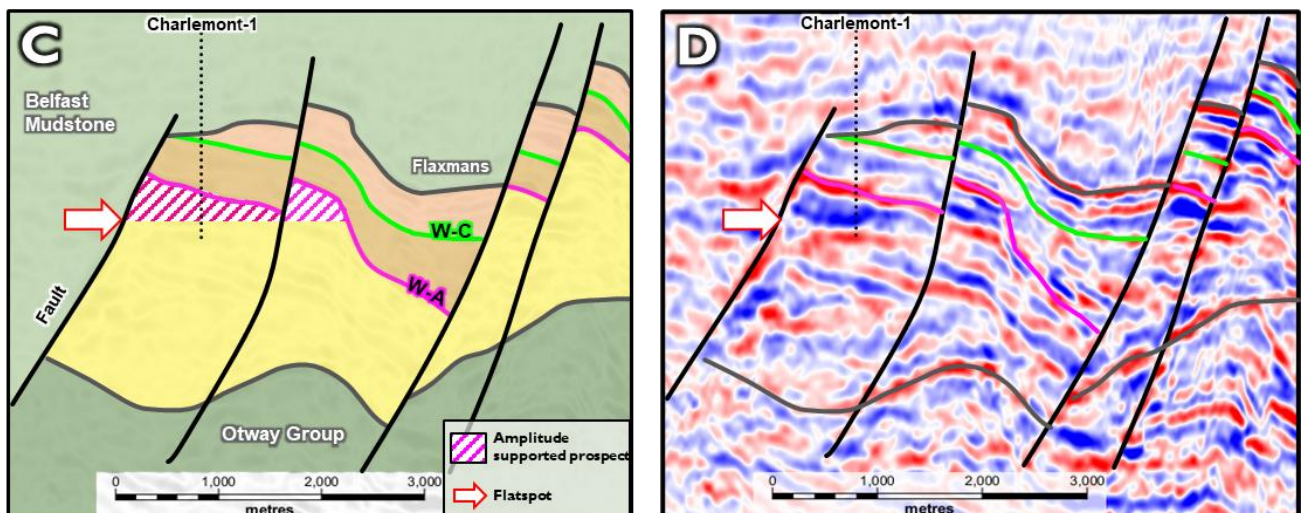 C
Charlemont-1
Belfast
Mudstone
Flaxmans
W-C
W-A
Fault
Otway Group
Amplitude
supported prospect
Flatspot
0 1,000 2,000 3,000
metres
D
Charlemont-1
0 1,000 2,000 3,000
metres